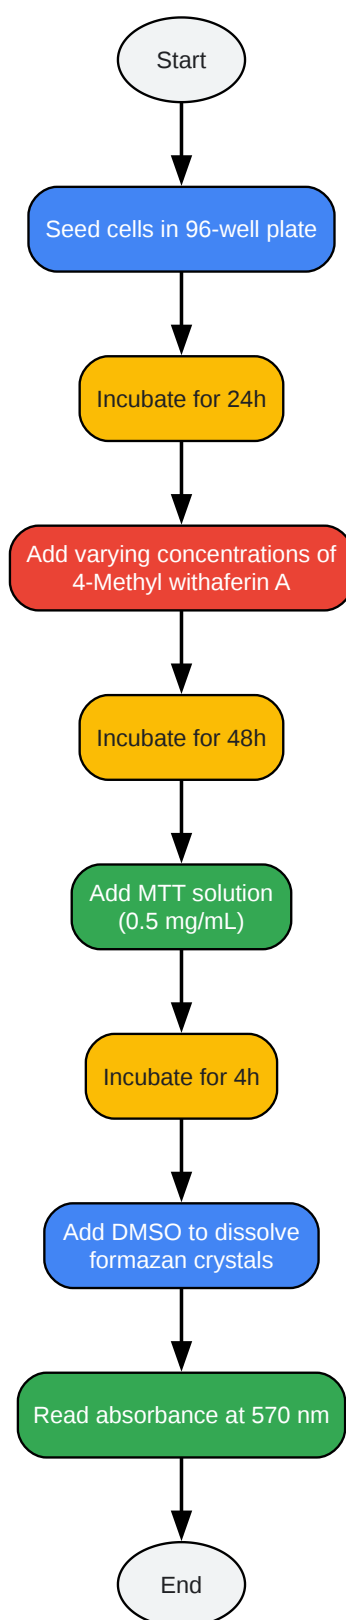 Start
Seed cells in 96-well plate
Incubate for 24h
Add varying concentrations of
4-Methyl withaferin A
Incubate for 48h
Add MTT solution
(0.5 mg/mL)
Incubate for 4h
Add DMSO to dissolve
formazan crystals
Read absorbance at 570 nm
End